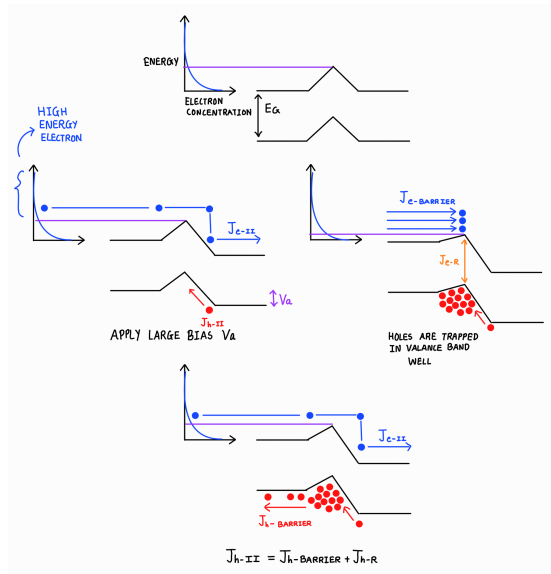 ENERGY
ELECTRON
CONCENTRATION
EG
HIGH
ENERGY
ELECTRON
Je-II
Jh-II
Va
APPLY LARGE BIAS Va
Je-BARRIER
Je-R
HOLES ARE TRAPPED
IN VALANCE BAND
WELL
Je-II
Jh-BARRIER
Jh-II = Jh-BARRIER + Jh-R